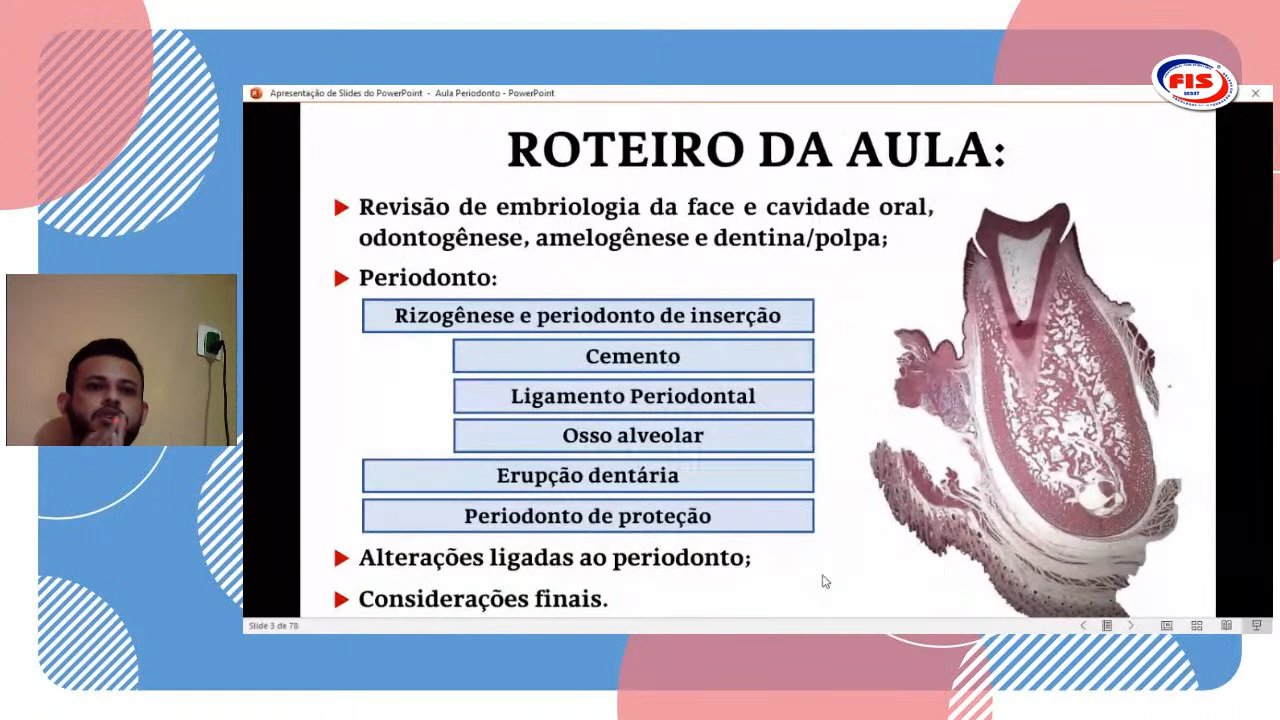 FIS
Apresentação de Slides do PowerPoint - Aula Periodonto - PowerPoint
ROTEIRO DA AULA:
Revisão de embriologia da face e cavidade oral,
odontogênese, amelogênese e dentina/polpa;
Periodonto:
Rizogênese e periodonto de inserção
Cemento
Ligamento Periodontal
Osso alveolar
Erupção dentária
Periodonto de proteção
Alterações ligadas ao periodonto;
Considerações finais.
Slide 3 de 78